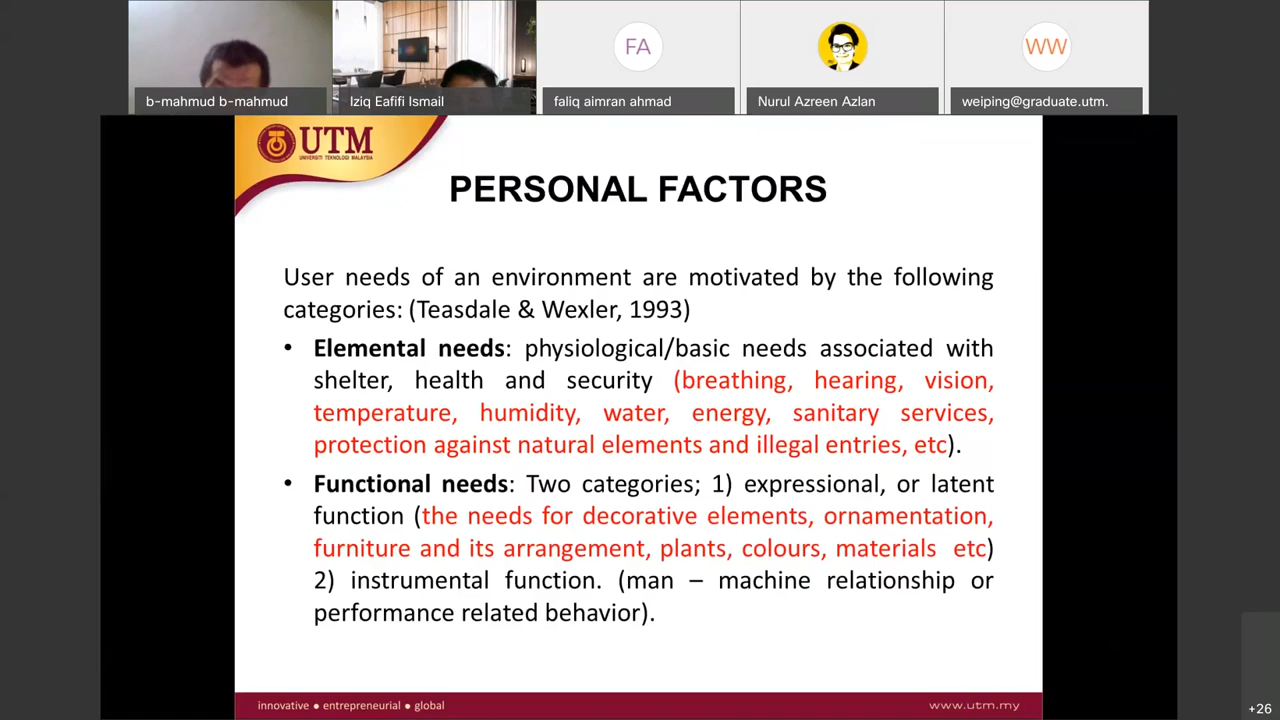 FA
WW
b-mahmud b-mahmud
Iziq Eafifi Ismail
faliq aimran ahmad
Nurul Azreen Azlan
weiping@graduate.utm.
UTM
UNIVERSITI TEKNOLOGI MALAYSIA
PERSONAL FACTORS
User needs of an environment are motivated by the following
categories: (Teasdale & Wexler, 1993)
• Elemental needs: physiological/basic needs associated with
shelter, health and security (breathing, hearing, vision,
temperature, humidity, water, energy, sanitary services,
protection against natural elements and illegal entries, etc).
• Functional needs: Two categories; 1) expressional, or latent
function (the needs for decorative elements, ornamentation,
furniture and its arrangement, plants, colours, materials etc)
2) instrumental function. (man – machine relationship or
performance related behavior).
innovative ● entrepreneurial ● global
www.utm.my
+26